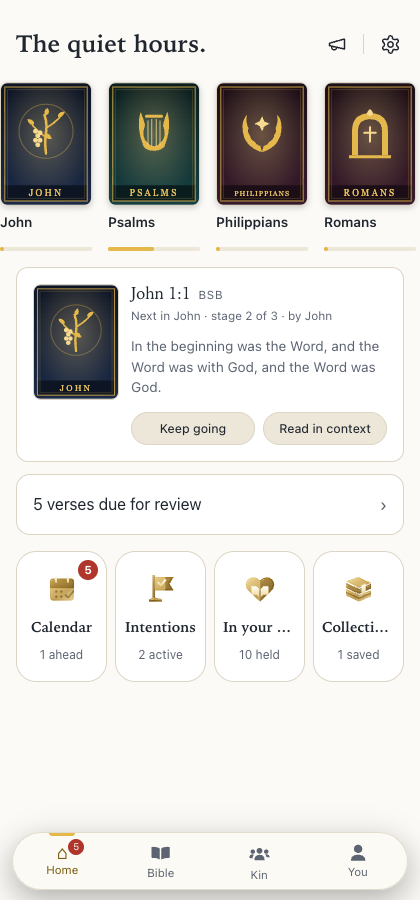 The quiet hours.
JOHN
PSALMS
PHILIPPIANS
ROMANS
John
Psalms
Philippians
Romans
JOHN
John 1:1 BSB
Next in John · stage 2 of 3 · by John
In the beginning was the Word, and the
Word was with God, and the Word was
God.
Keep going
Read in context
5 verses due for review
5
Calendar
Intentions
In your ...
Collecti...
1 ahead
2 active
10 held
1 saved
5
Home
Bible
Kin
You